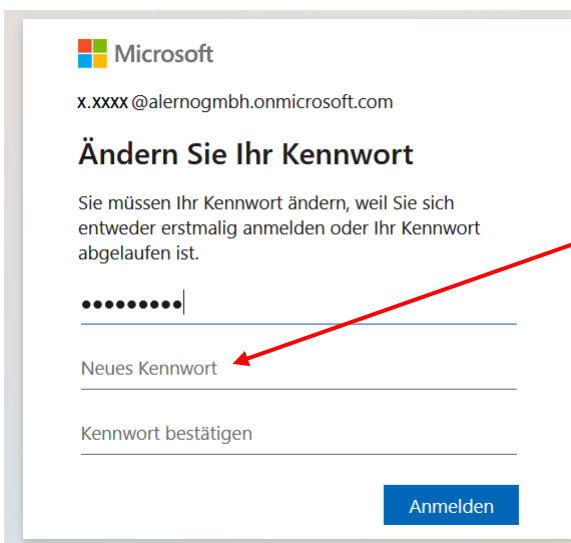 Microsoft
x.xxxx @alernogmbh.onmicrosoft.com
Ändern Sie Ihr Kennwort
Sie müssen Ihr Kennwort ändern, weil Sie sich
entweder erstmalig anmelden oder Ihr Kennwort
abgelaufen ist.
●●●●●●●●●
Neues Kennwort
Kennwort bestätigen
Anmelden